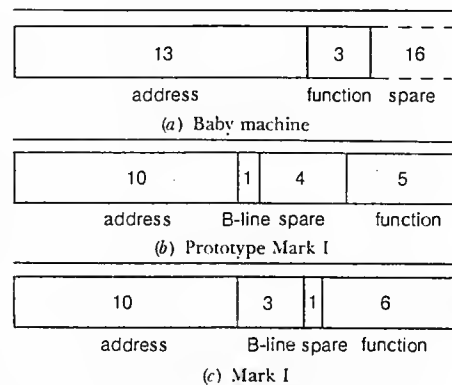 13 3 16
address function spare
(a) Baby machine
10 1 4 5
address B-line spare function
(b) Prototype Mark I
10 3 1 6
address B-line spare function
(c) Mark I